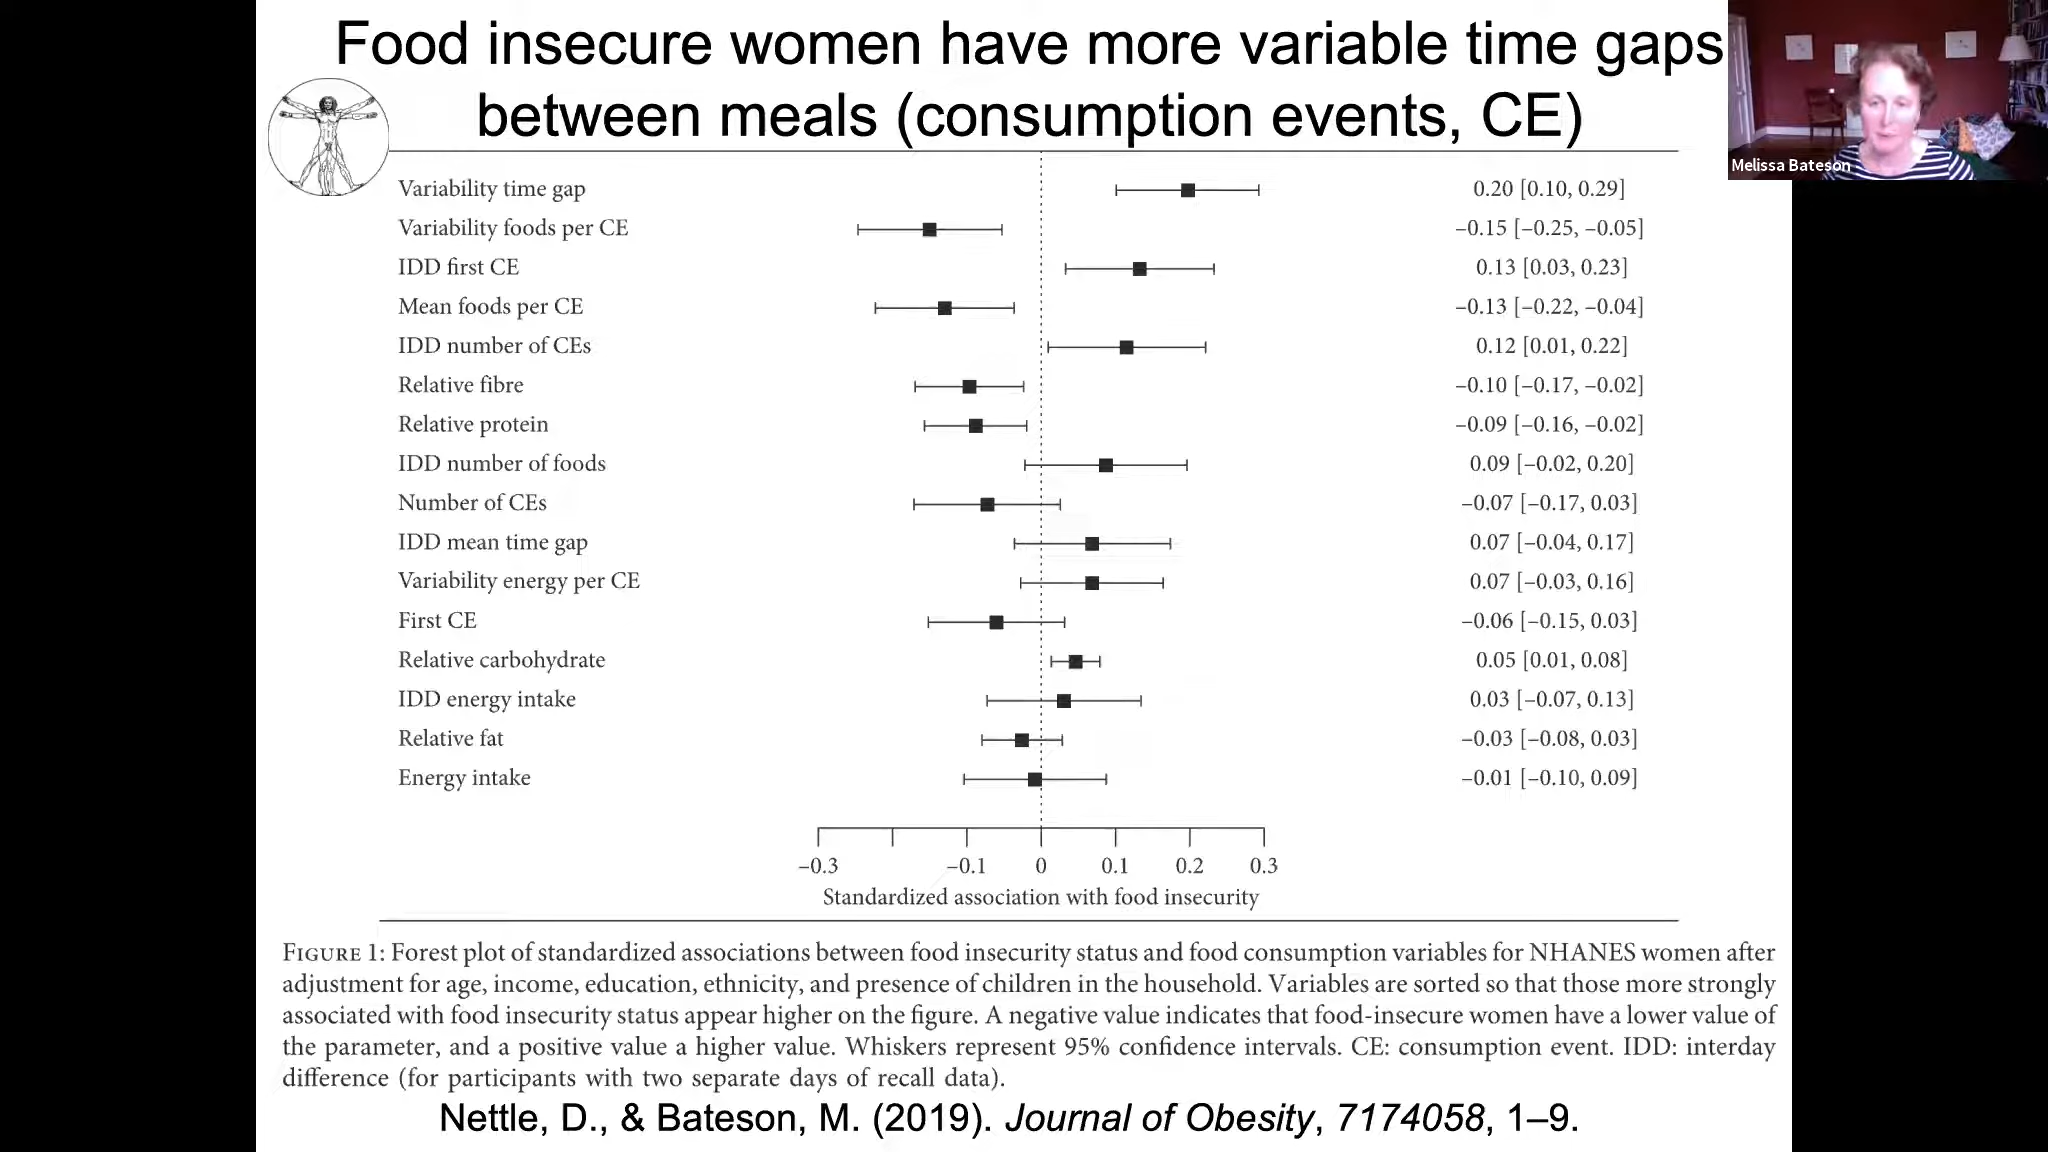 Food insecure women have more variable time gaps
between meals (consumption events, CE)
Melissa Bateson
Variability time gap 0.20 [0.10, 0.29]
Variability foods per CE –0.15 [–0.25, –0.05]
IDD first CE 0.13 [0.03, 0.23]
Mean foods per CE –0.13 [–0.22, –0.04]
IDD number of CEs 0.12 [0.01, 0.22]
Relative fibre –0.10 [–0.17, –0.02]
Relative protein –0.09 [–0.16, –0.02]
IDD number of foods 0.09 [–0.02, 0.20]
Number of CEs –0.07 [–0.17, 0.03]
IDD mean time gap 0.07 [–0.04, 0.17]
Variability energy per CE 0.07 [–0.03, 0.16]
First CE –0.06 [–0.15, 0.03]
Relative carbohydrate 0.05 [0.01, 0.08]
IDD energy intake 0.03 [–0.07, 0.13]
Relative fat –0.03 [–0.08, 0.03]
Energy intake –0.01 [–0.10, 0.09]
–0.3 –0.1 0 0.1 0.2 0.3
Standardized association with food insecurity
FIGURE 1: Forest plot of standardized associations between food insecurity status and food consumption variables for NHANES women after
adjustment for age, income, education, ethnicity, and presence of children in the household. Variables are sorted so that those more strongly
associated with food insecurity status appear higher on the figure. A negative value indicates that food-insecure women have a lower value of
the parameter, and a positive value a higher value. Whiskers represent 95% confidence intervals. CE: consumption event. IDD: interday
difference (for participants with two separate days of recall data).
Nettle, D., & Bateson, M. (2019). Journal of Obesity, 7174058, 1–9.